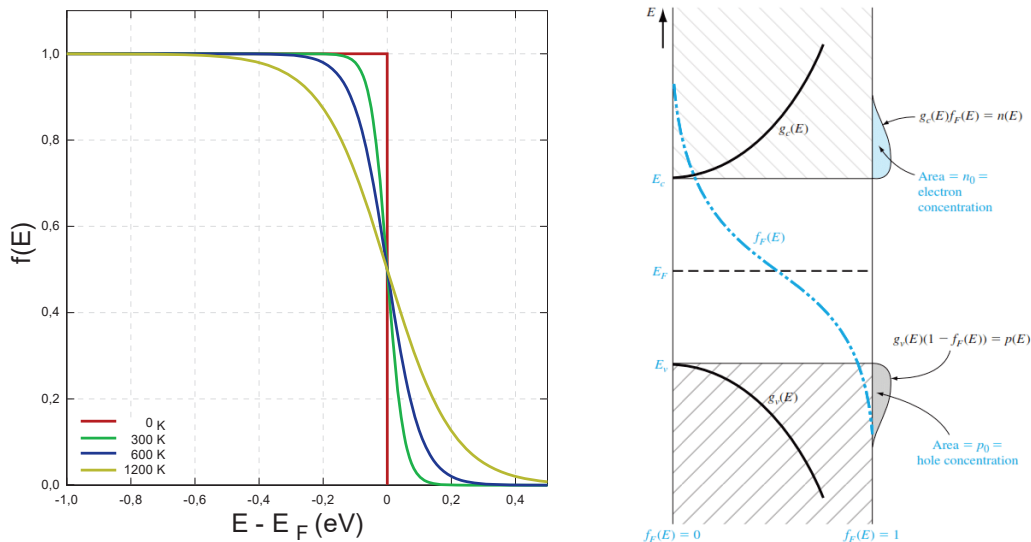 1,0
0,8
0,6
0,4
0,2
0,0
f(E)
0 K
300 K
600 K
1200 K
-1,0
-0,8
-0,6
-0,4
-0,2
0,0
0,2
0,4
E - E F (eV)
E
g_c(E)
g_c(E)f_F(E) = n(E)
Area = n_0 =
electron
concentration
E_c
f_F(E)
E_F
g_v(E)(1 − f_F(E)) = p(E)
E_v
g_v(E)
Area = p_0 =
hole concentration
f_F(E) = 0
f_F(E) = 1